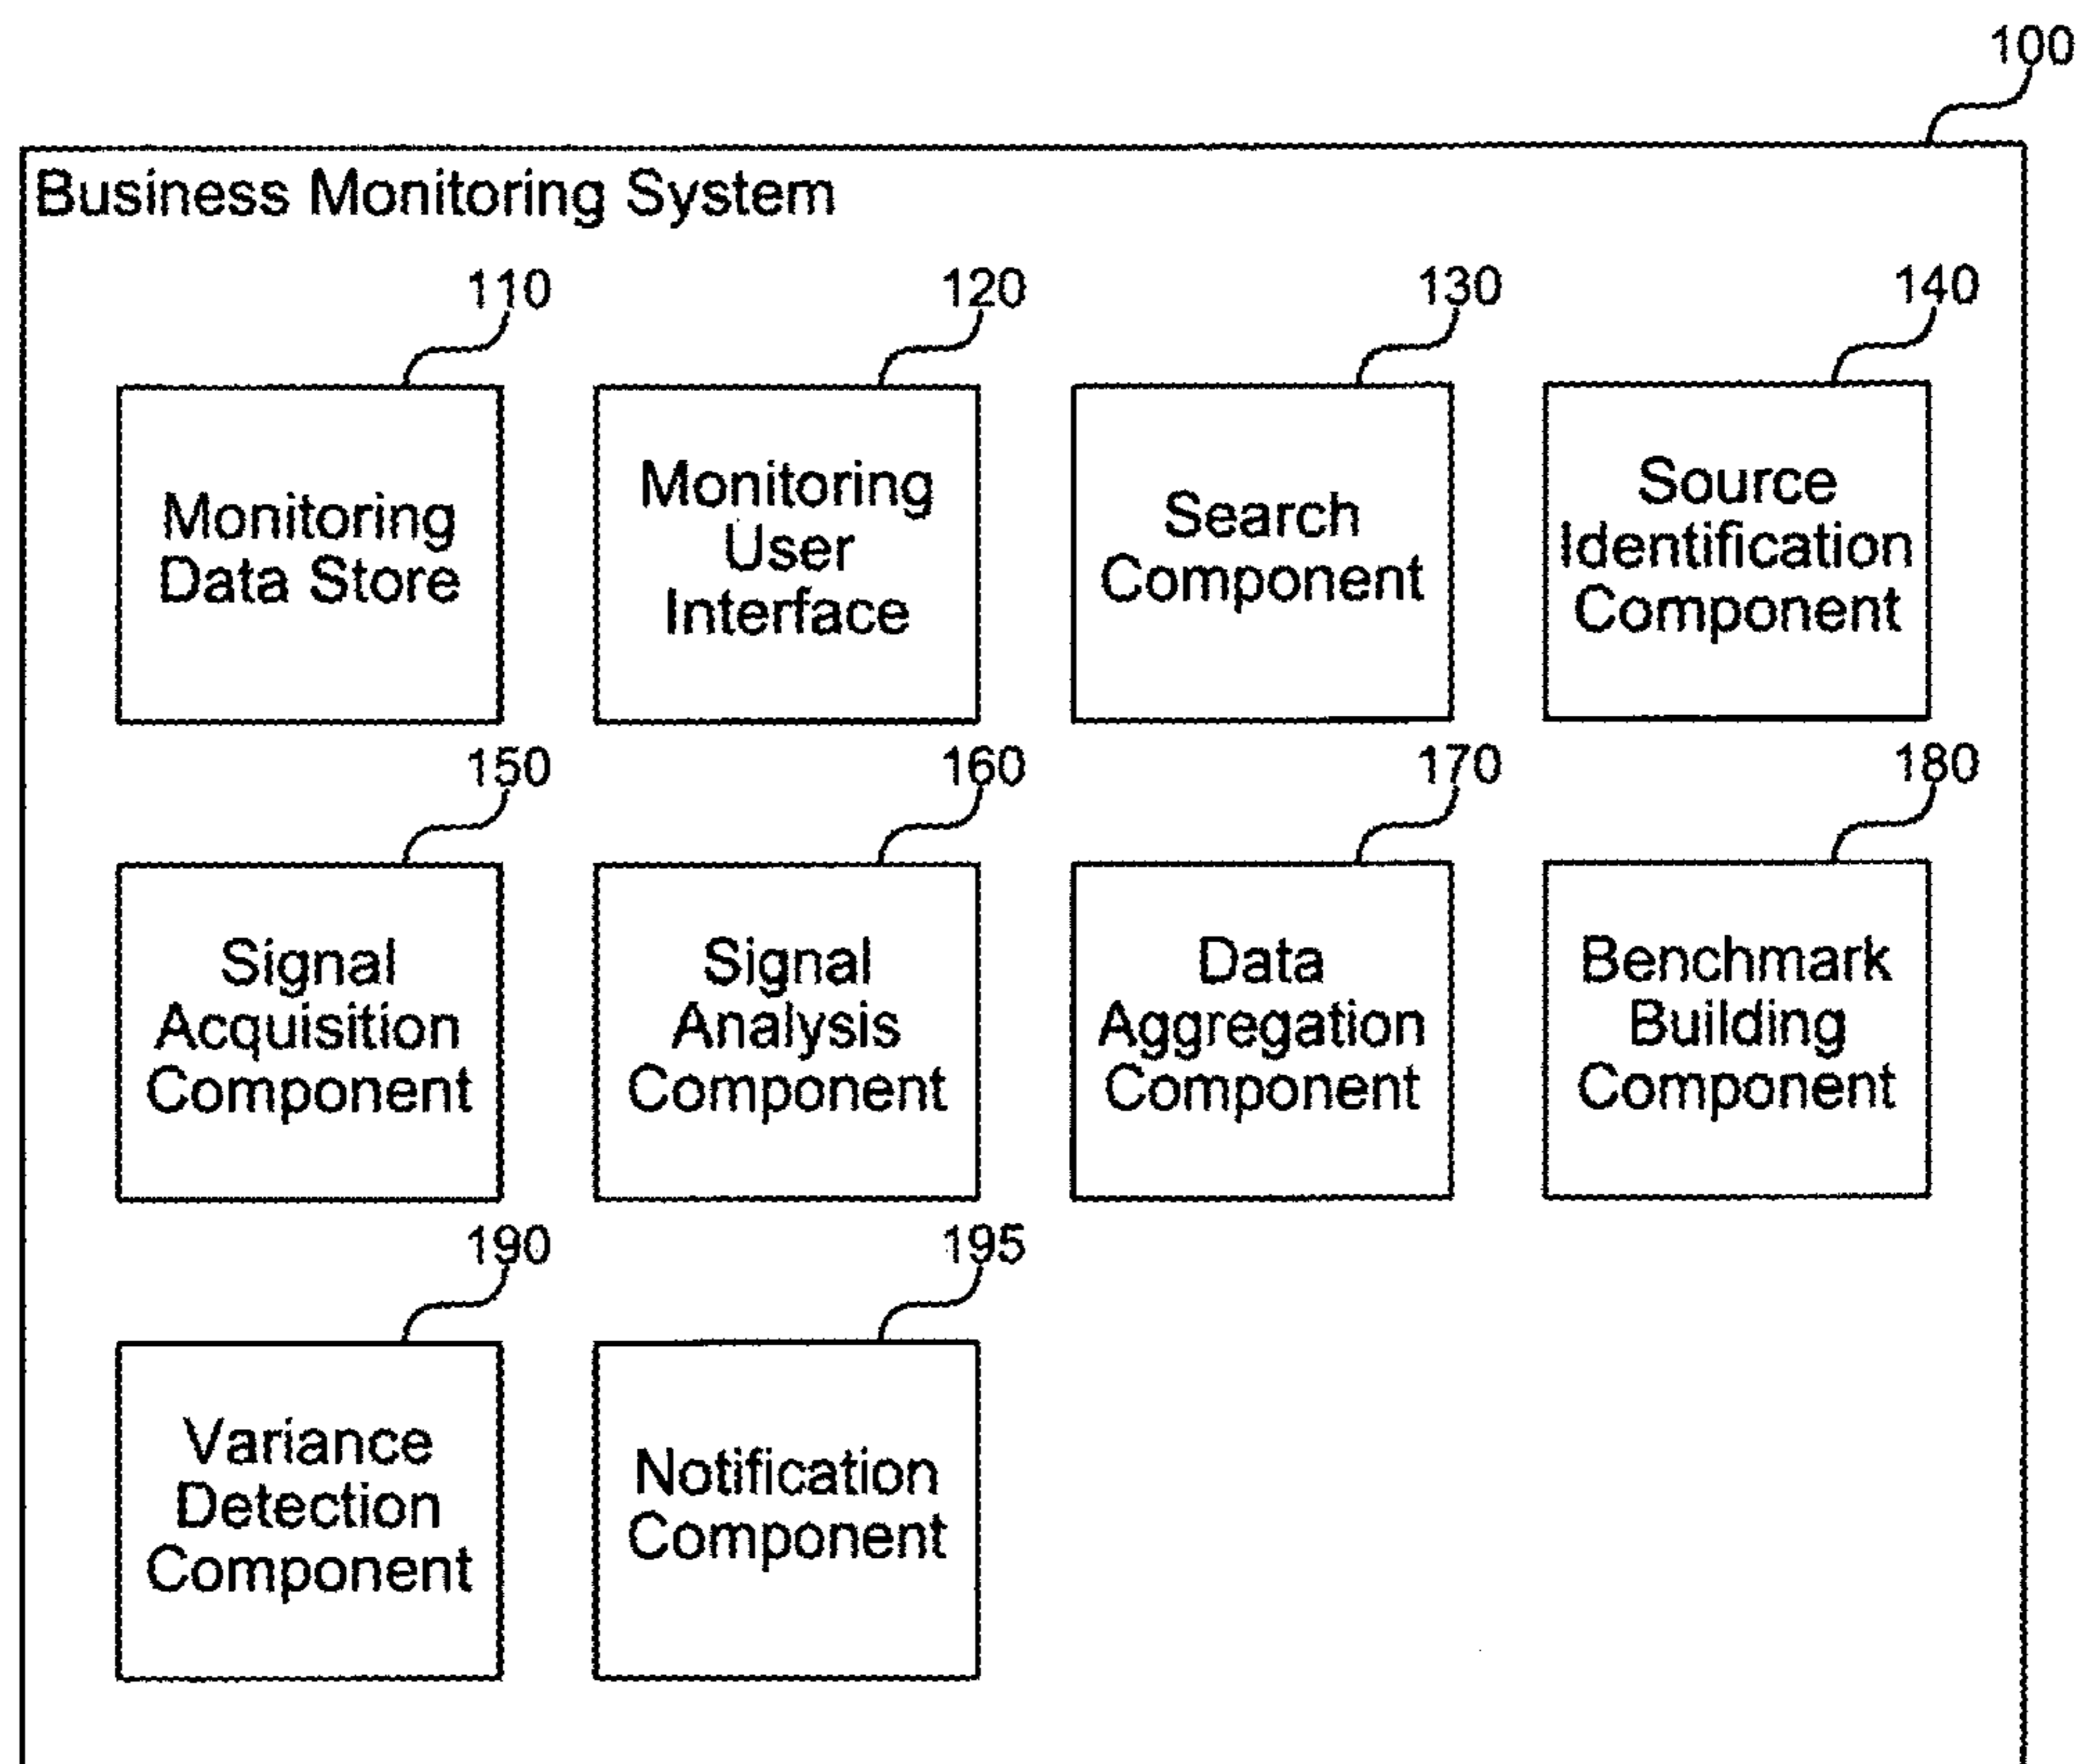 100
Business Monitoring System
110
120
130
140
Monitoring
Data Store
Monitoring
User
Interface
Search
Component
Source
Identification
Component
150
160
170
180
Signal
Acquisition
Component
Signal
Analysis
Component
Data
Aggregation
Component
Benchmark
Building
Component
190
195
Variance
Detection
Component
Notification
Component